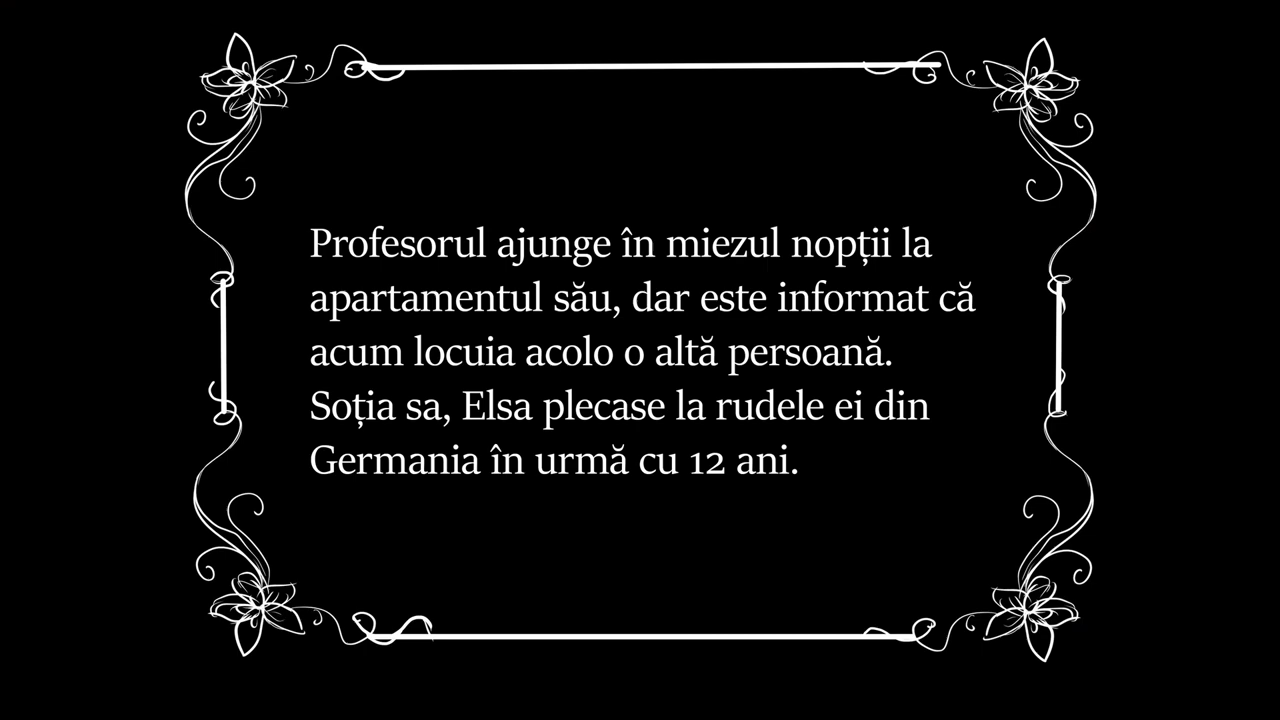 Profesorul ajunge în miezul nopții la
apartamentul său, dar este informat că
acum locuia acolo o altă persoană.
Soția sa, Elsa plecase la rudele ei din
Germania în urmă cu 12 ani.